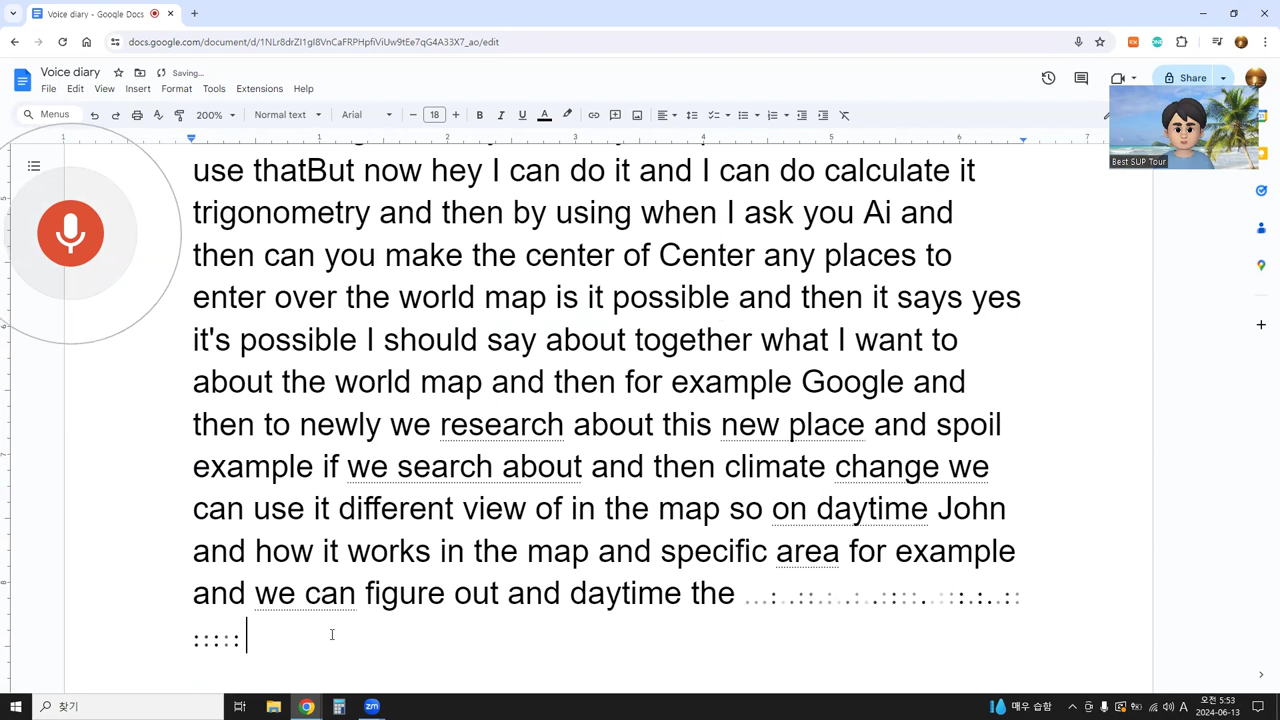 Voice diary - Google Docs
docs.google.com/document/d/1NLr8drZI1gI8VnCaFRPHpfiViUw9tEe7qG4A33X7_ao/edit
Voice diary
Saving...
File Edit View Insert Format Tools Extensions Help
Share
Menus 200% Normal text Arial 18 B I U A
1 1 2 3 4 5 6 7
Best SUP Tour
use thatBut now hey I can do it and I can do calculate it
trigonometry and then by using when I ask you Ai and
then can you make the center of Center any places to
enter over the world map is it possible and then it says yes
it's possible I should say about together what I want to
about the world map and then for example Google and
then to newly we research about this new place and spoil
example if we search about and then climate change we
can use it different view of in the map so on daytime John
and how it works in the map and specific area for example
and we can figure out and daytime the
찾기
매우 습함
오전 5:53
2024-06-13